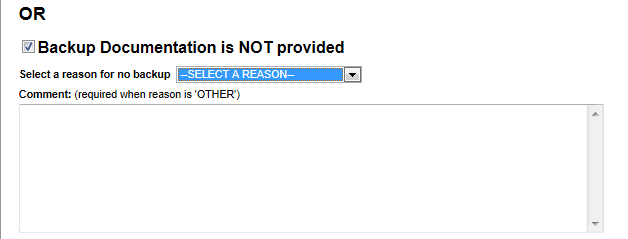 OR
Backup Documentation is NOT provided
Select a reason for no backup --SELECT A REASON--
Comment: (required when reason is 'OTHER')